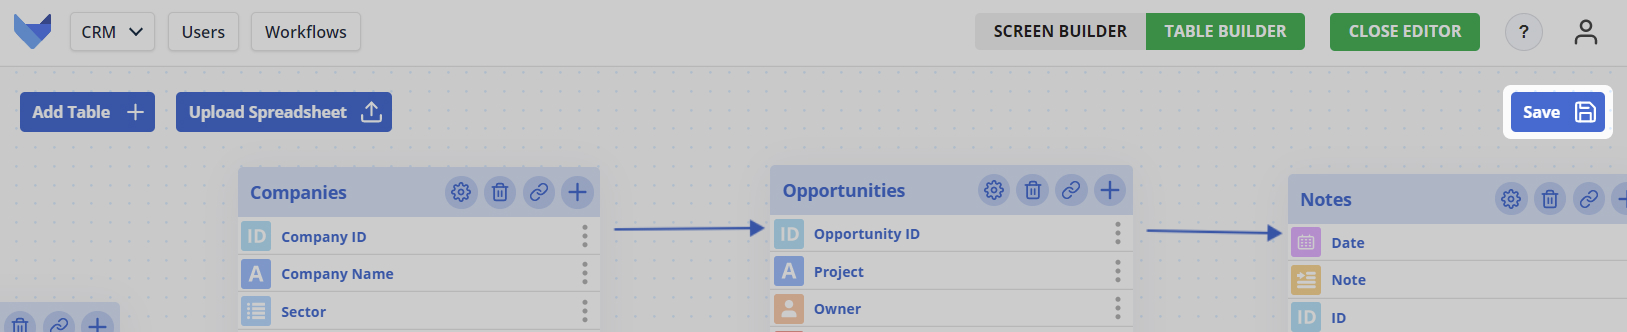 CRM
Users
Workflows
SCREEN BUILDER
TABLE BUILDER
CLOSE EDITOR
?
Add Table
Upload Spreadsheet
Save
Companies
ID Company ID
A Company Name
Sector
Opportunities
ID Opportunity ID
A Project
Owner
Notes
Date
Note
ID ID